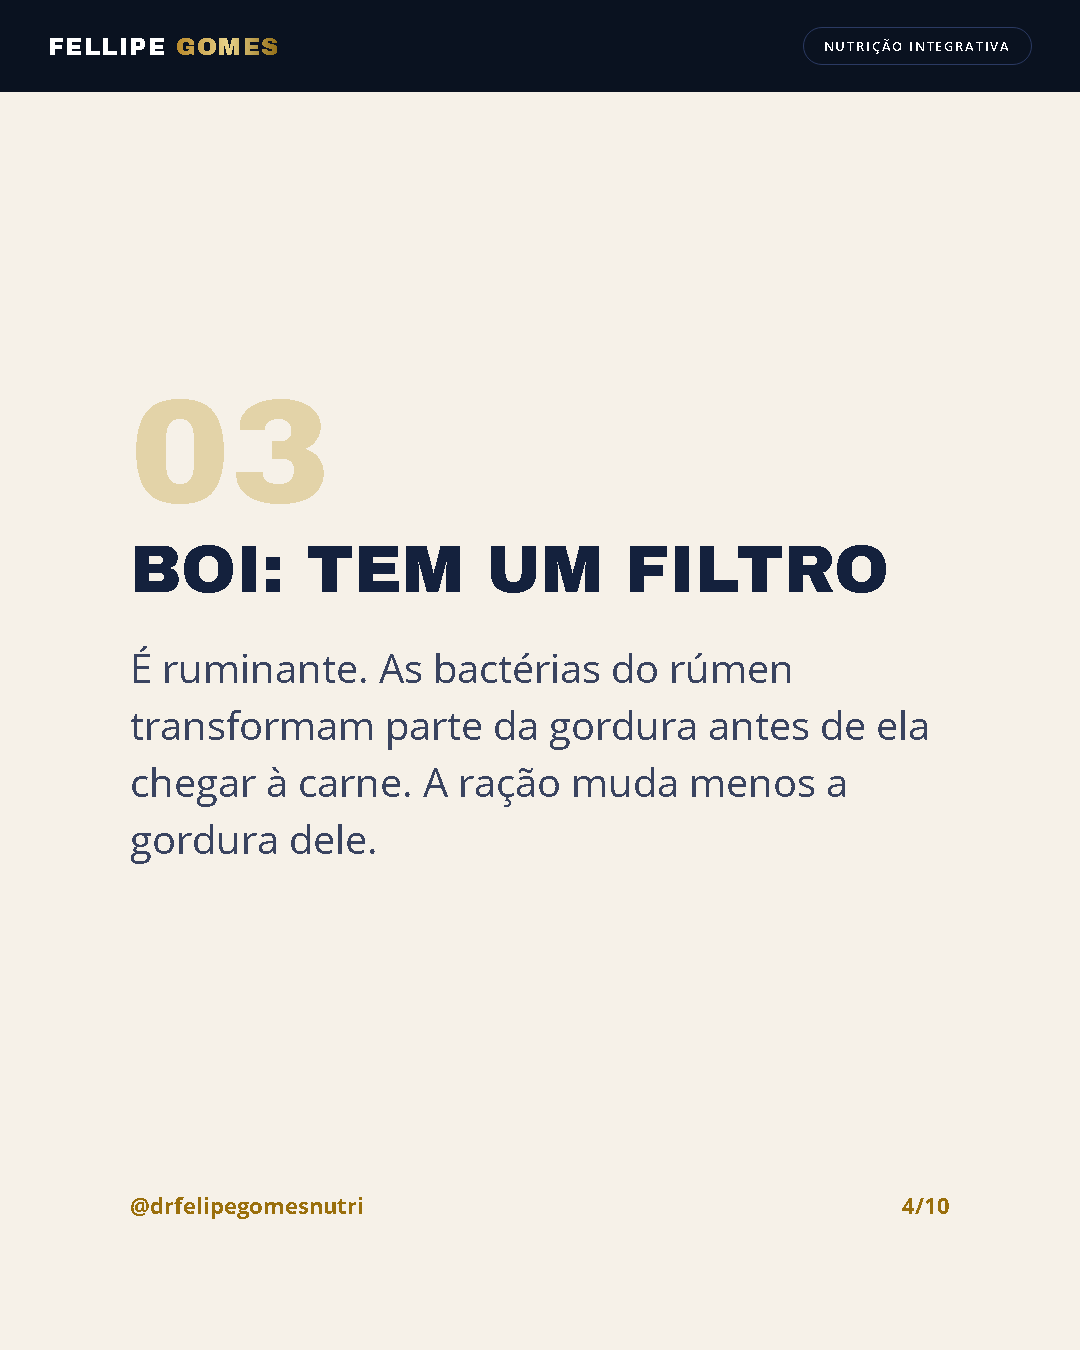 FELLIPE GOMES
NUTRIÇÃO INTEGRATIVA
03
BOI: TEM UM FILTRO
É ruminante. As bactérias do rúmen
transformam parte da gordura antes de ela
chegar à carne. A ração muda menos a
gordura dele.
@drfelipegomesnutri
4/10